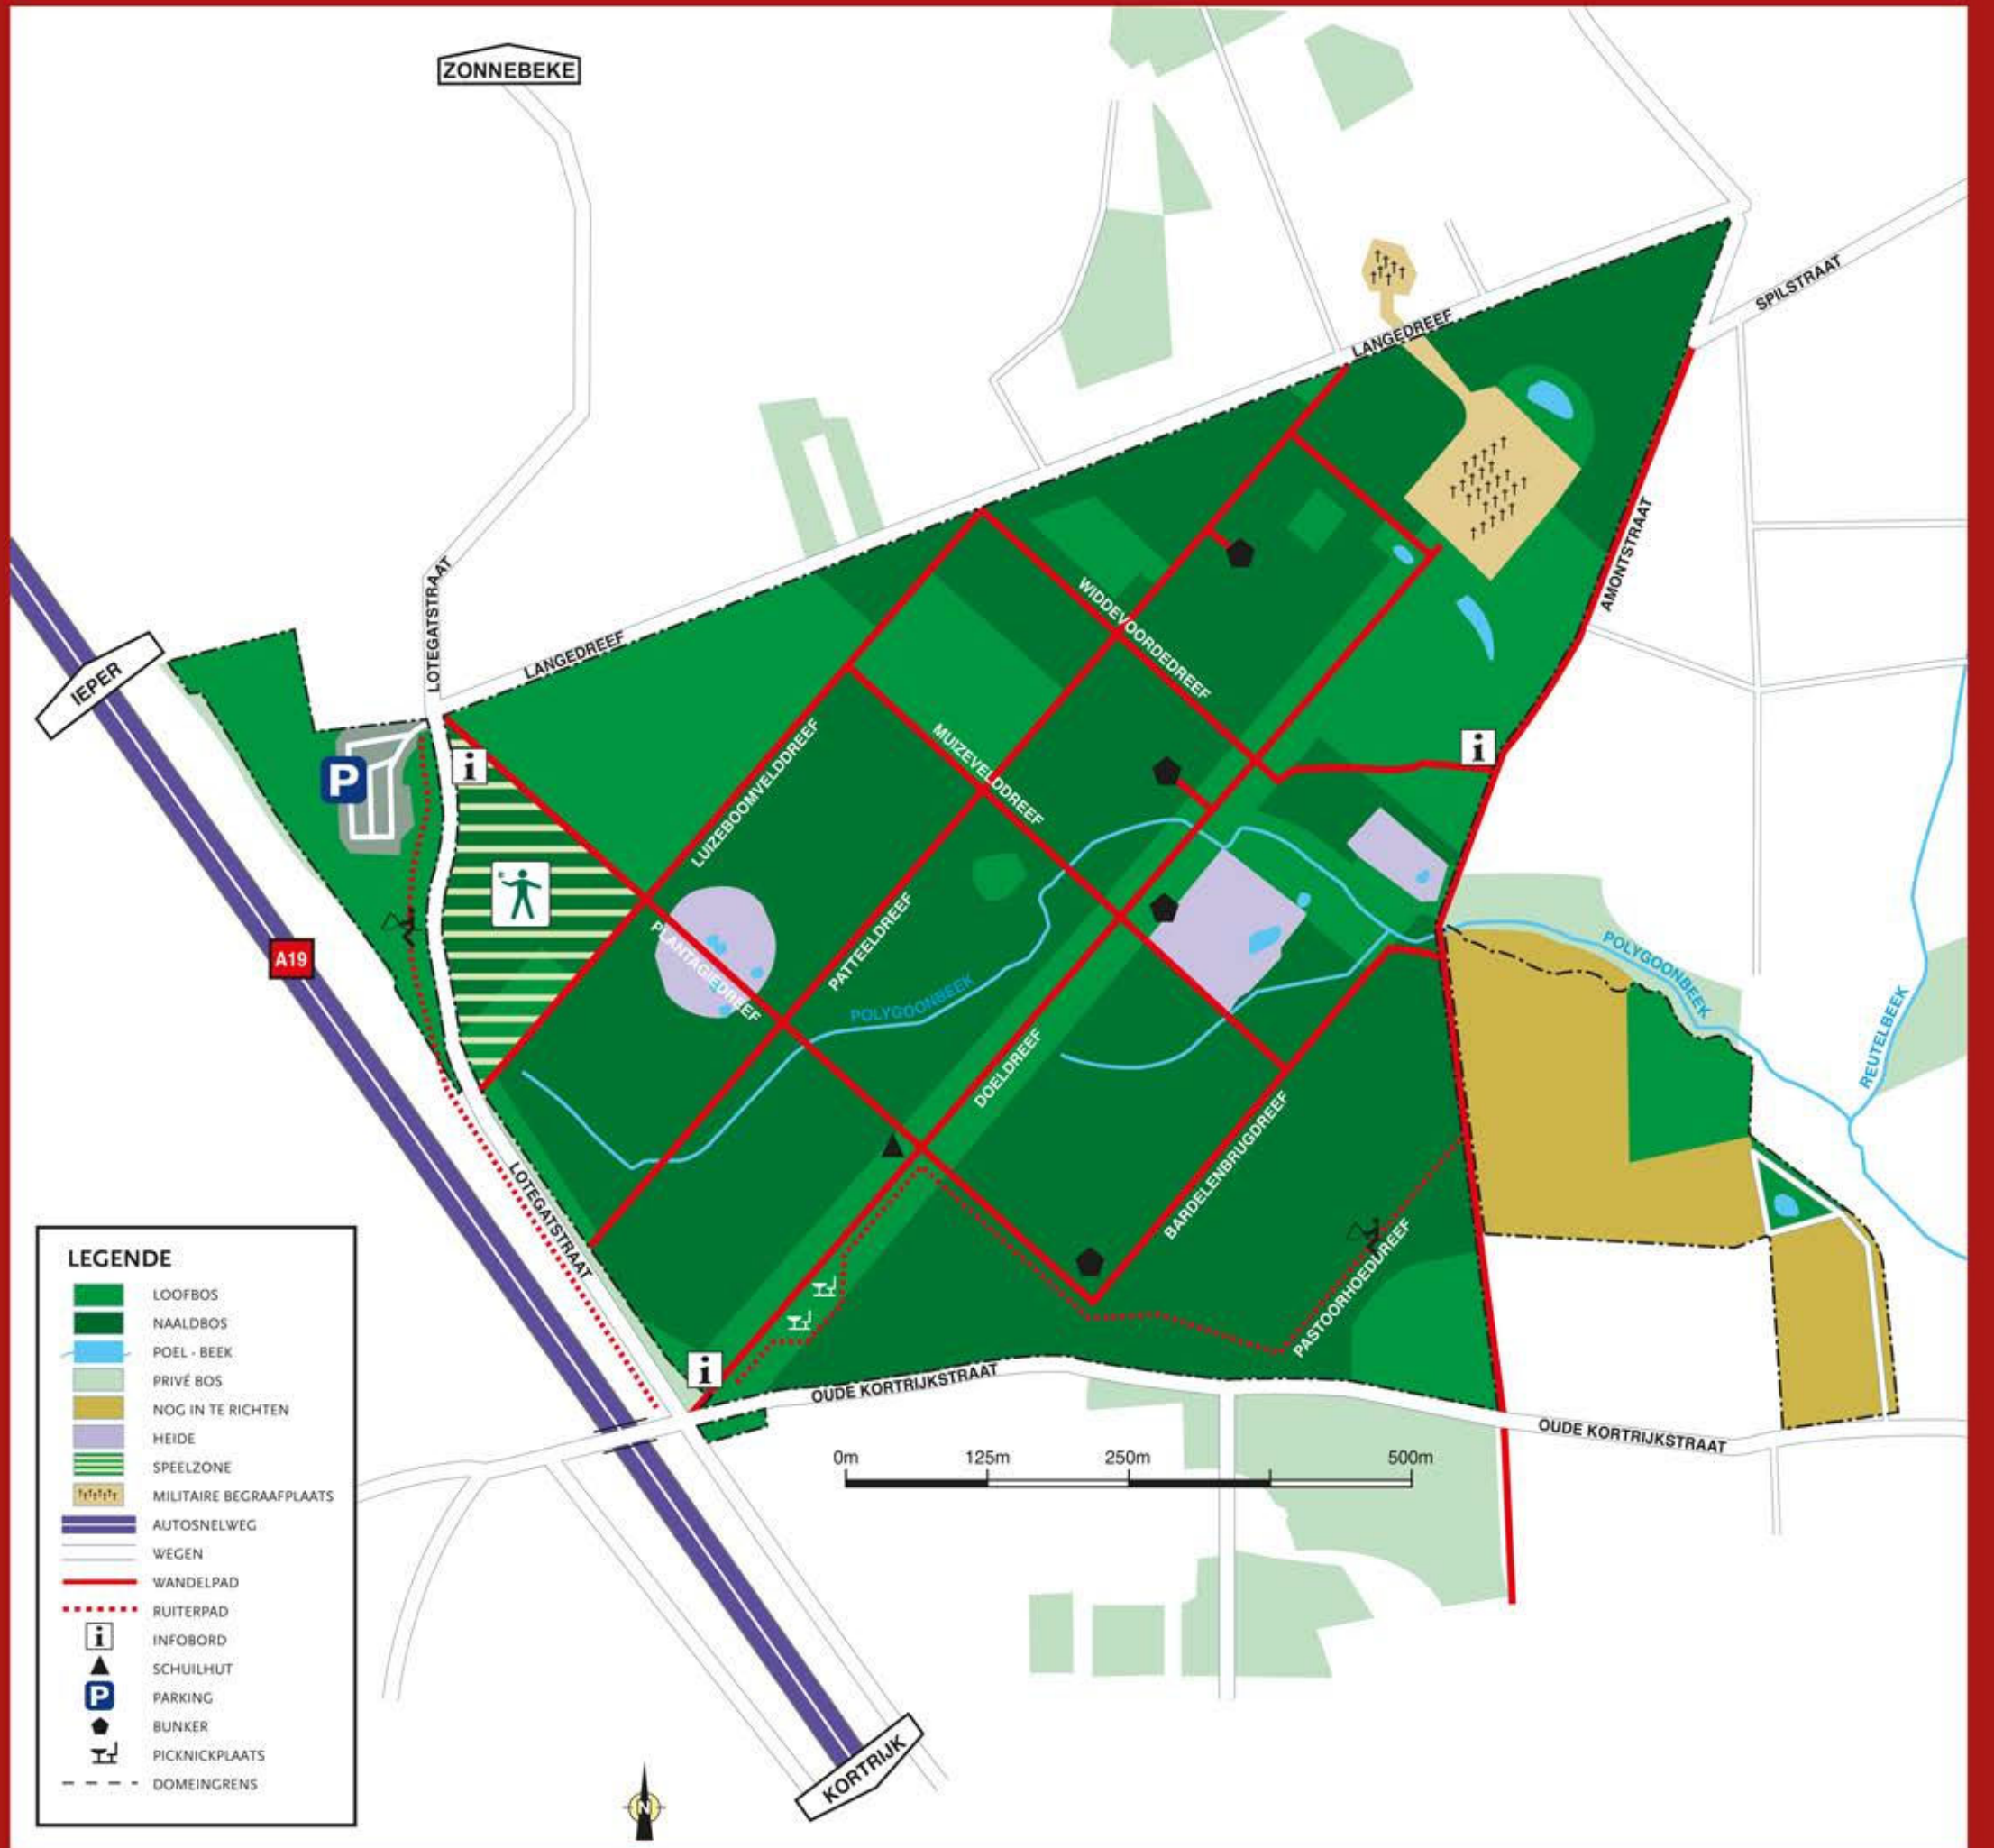 ZONNEBEKE
SPILSTRAAT
LANGEDREEF
LOTEGATSTRAAT
AMONTSTRAAT
WIDDEVOORDEDREEF
IEPER
LANGEDREEF
i
P
i
LUIZEBOOMVELDDREEF
MUIZEVELDDREEF
A19
PLANTAGIEDREEF
PATTEELDREEF
POLYGOONBEEK
POLYGOONBEEK
REUTELBEEK
DOELDREEF
BARDELENBRUGDREEF
LOTEGATSTRAAT
PASTOORHOEDUREEF
i
OUDE KORTRIJKSTRAAT
OUDE KORTRIJKSTRAAT
0m 125m 250m 500m
LEGENDE
LOOFBOS
NAALDBOS
POEL - BEEK
PRIVÉ BOS
NOG IN TE RICHTEN
HEIDE
SPEELZONE
MILITAIRE BEGRAAFPLAATS
AUTOSNELWEG
WEGEN
WANDELPAD
RUITERPAD
i INFOBORD
SCHUILHUT
P PARKING
BUNKER
PICKNICKPLAATS
DOMEINGRENS
KORTRIJK
N